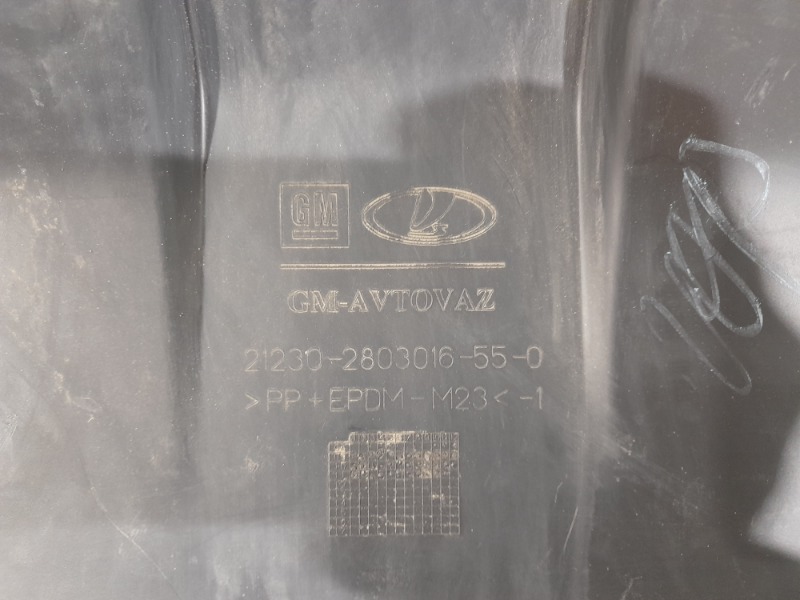 GM
GM-AVTOVAZ
21230-2803016-55-0
>PP+EPDM-M23<-1